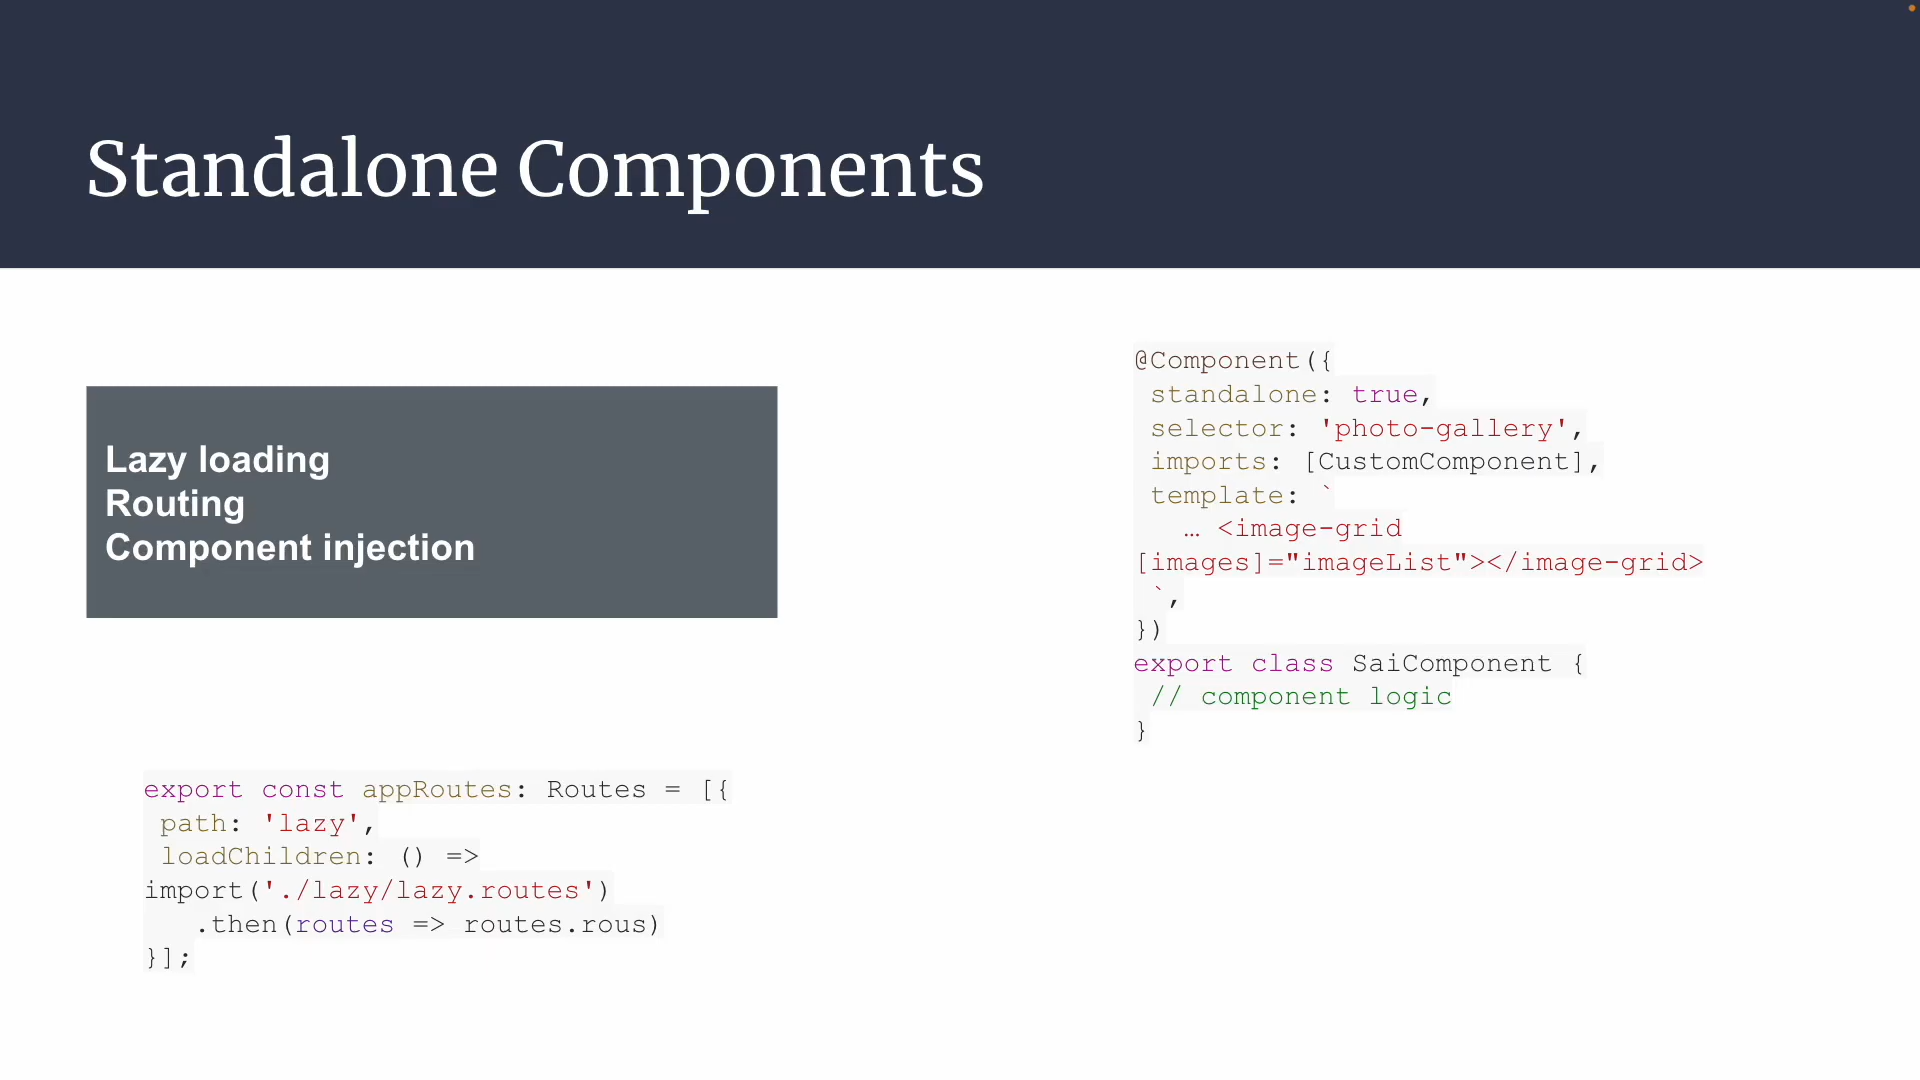 Standalone Components
Lazy loading
Routing
Component injection
export const appRoutes: Routes = [{
path: 'lazy',
loadChildren: () =>
import('./lazy/lazy.routes')
.then(routes => routes.rous)
}];
@Component({
standalone: true,
selector: 'photo-gallery',
imports: [CustomComponent],
template: `
… <image-grid
[images]="imageList"></image-grid>
`,
})
export class SaiComponent {
// component logic
}